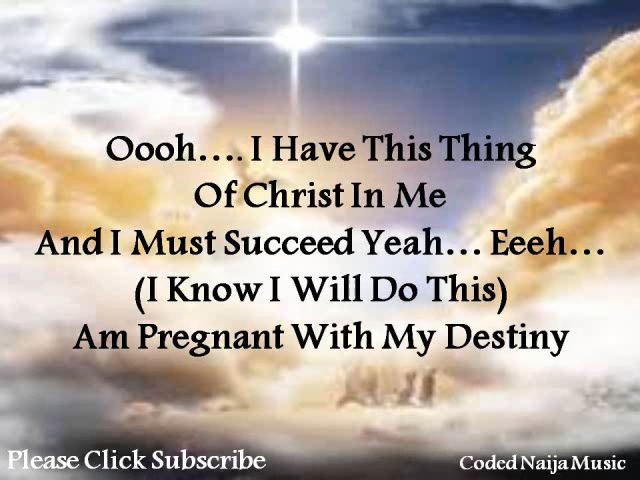 Oooh.... I Have This Thing
Of Christ In Me
And I Must Succeed Yeah... Eeeh...
(I Know I Will Do This)
Am Pregnant With My Destiny
Please Click Subscribe
Coded Naija Music